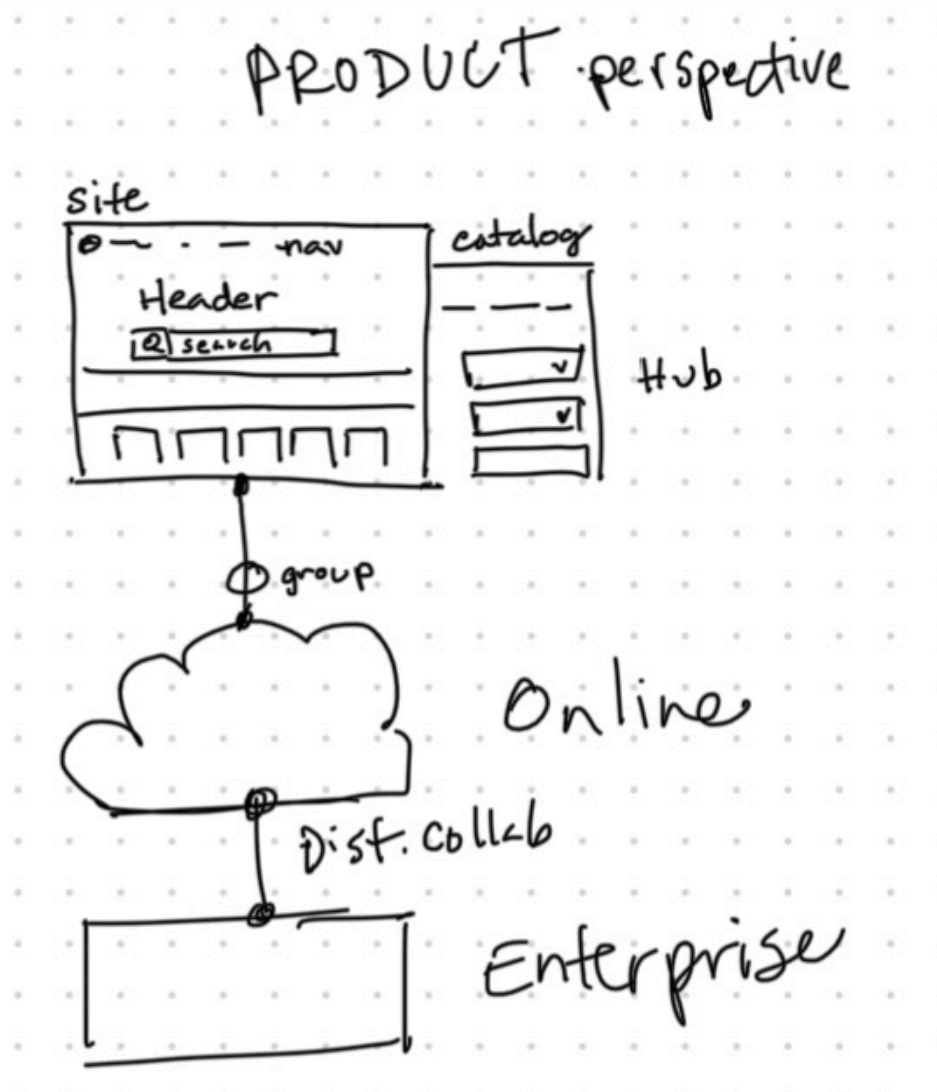 PRODUCT perspective
site
nav
catalog
Header
search
Hub
group
Online
Dist. collab
Enterprise